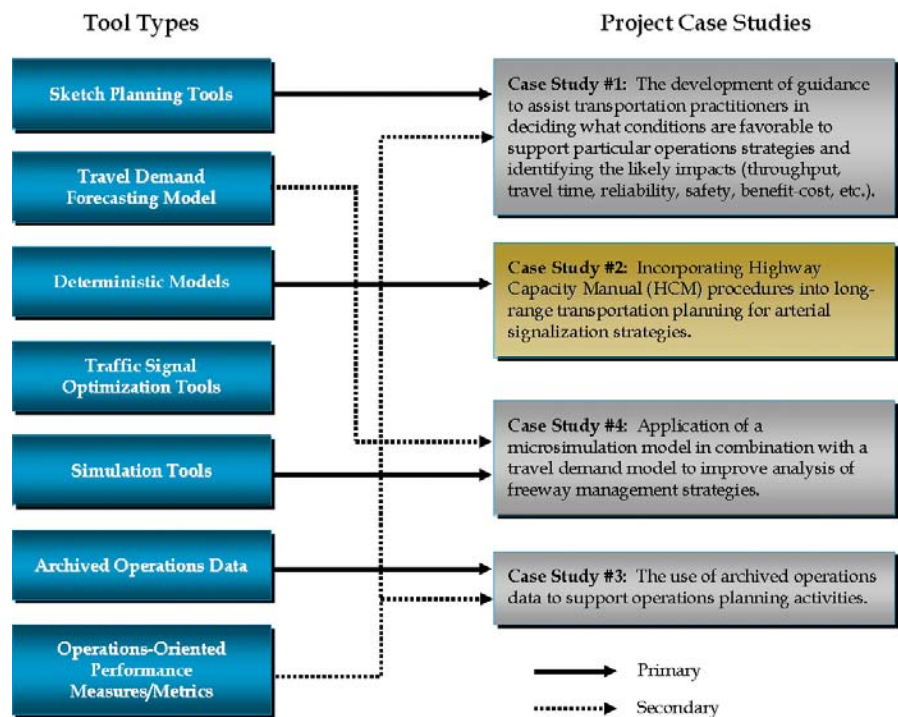 Tool Types
Project Case Studies
Sketch Planning Tools
Travel Demand
Forecasting Model
Deterministic Models
Traffic Signal
Optimization Tools
Simulation Tools
Archived Operations Data
Operations-Oriented
Performance
Measures/Metrics
Case Study #1: The development of guidance
to assist transportation practitioners in
deciding what conditions are favorable to
support particular operations strategies and
identifying the likely impacts (throughput,
travel time, reliability, safety, benefit-cost, etc.).
Case Study #2: Incorporating Highway
Capacity Manual (HCM) procedures into long-
range transportation planning for arterial
signalization strategies.
Case Study #4: Application of a
microsimulation model in combination with a
travel demand model to improve analysis of
freeway management strategies.
Case Study #3: The use of archived operations
data to support operations planning activities.
Primary
Secondary